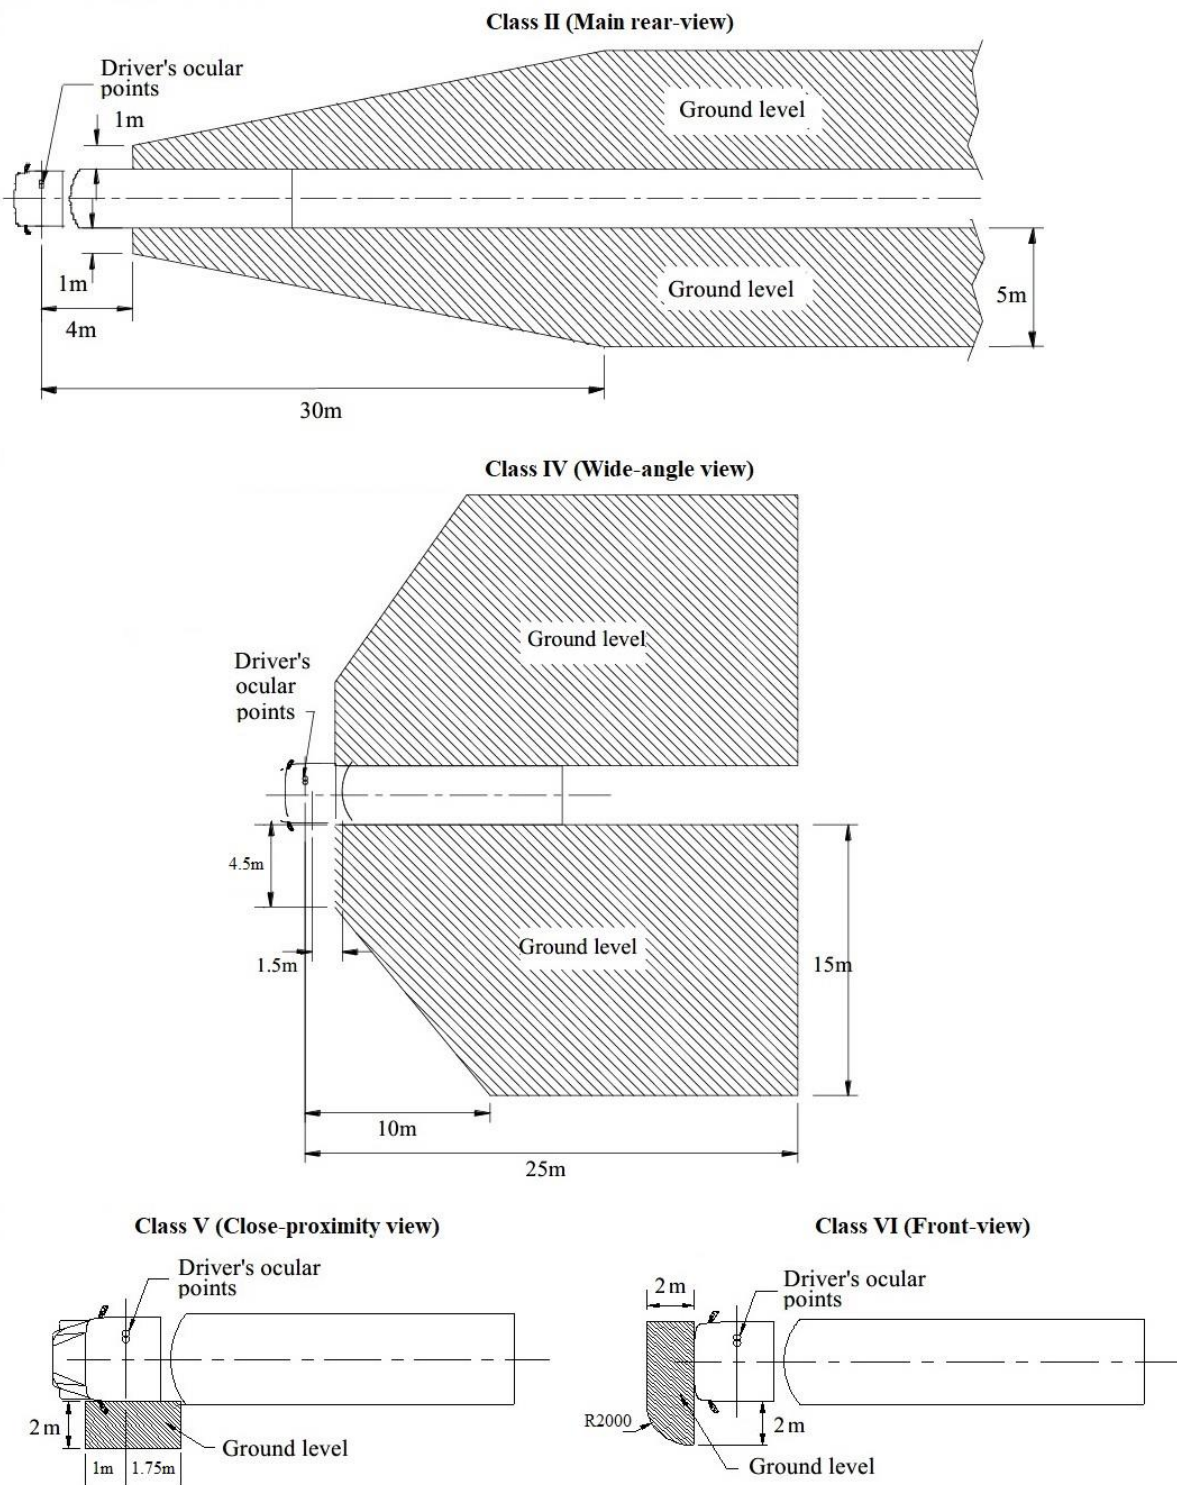 Class II (Main rear-view)
Driver's ocular
points
1m
Ground level
1m
4m
Ground level
5m
30m
Class IV (Wide-angle view)
Ground level
Driver's
ocular
points
4.5m
Ground level
1.5m
15m
10m
25m
Class V (Close-proximity view)
Driver's ocular
points
2 m
Ground level
1m
1.75m
Class VI (Front-view)
2 m
Driver's ocular
points
R2000
2 m
Ground level